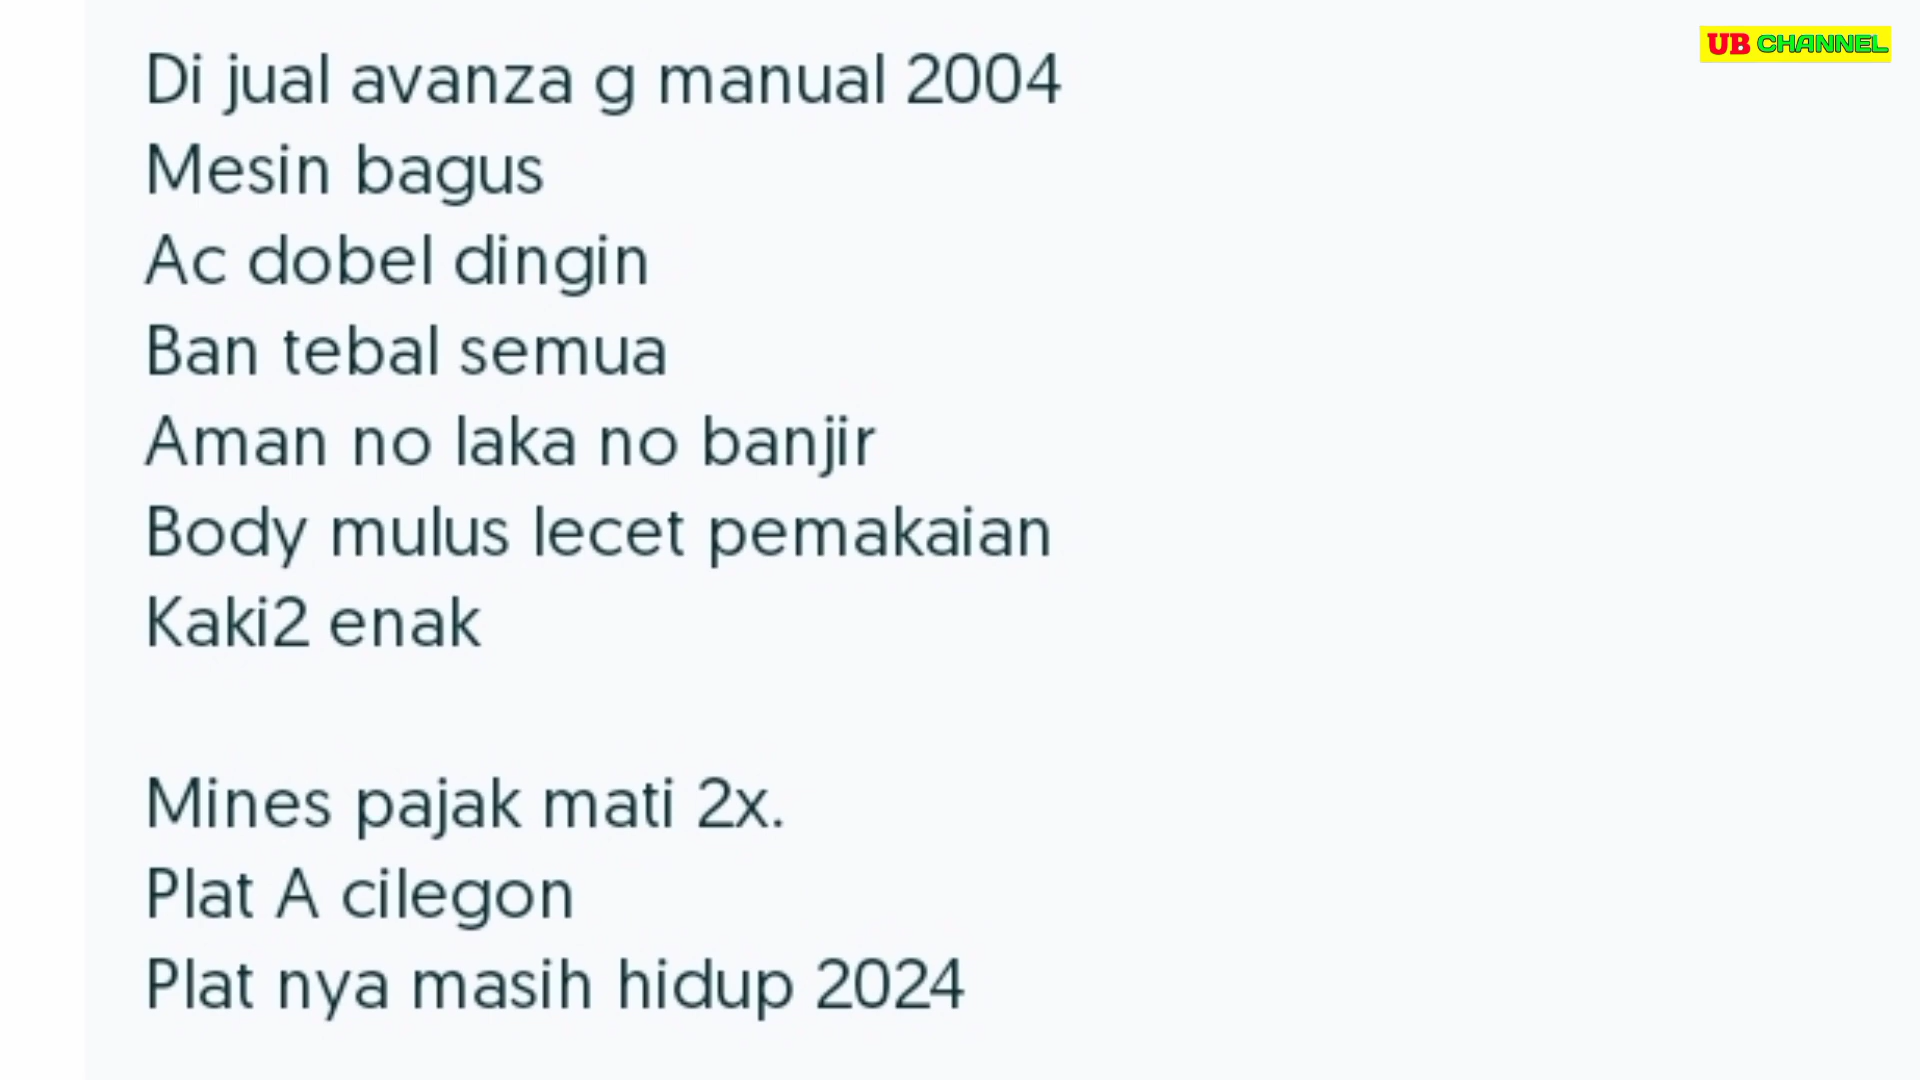 Di jual avanza g manual 2004
Mesin bagus
Ac dobel dingin
Ban tebal semua
Aman no laka no banjir
Body mulus lecet pemakaian
Kaki2 enak
Mines pajak mati 2x.
Plat A cilegon
Plat nya masih hidup 2024
UB CHANNEL